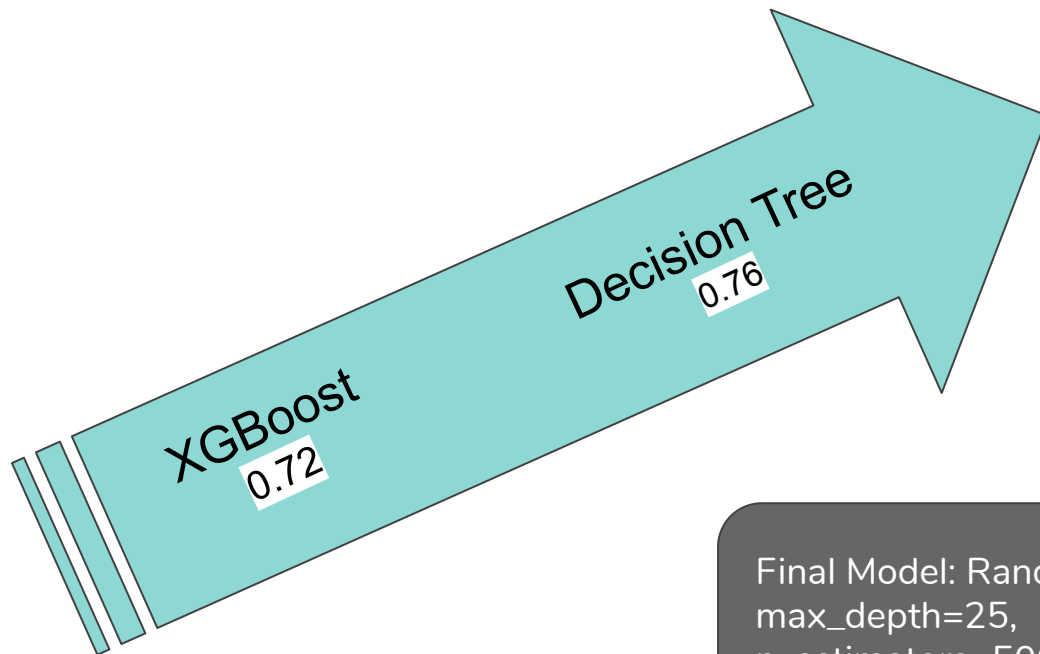 Decision Tree
0.76
XGBoost
0.72
Final Model:
max_depth=25,